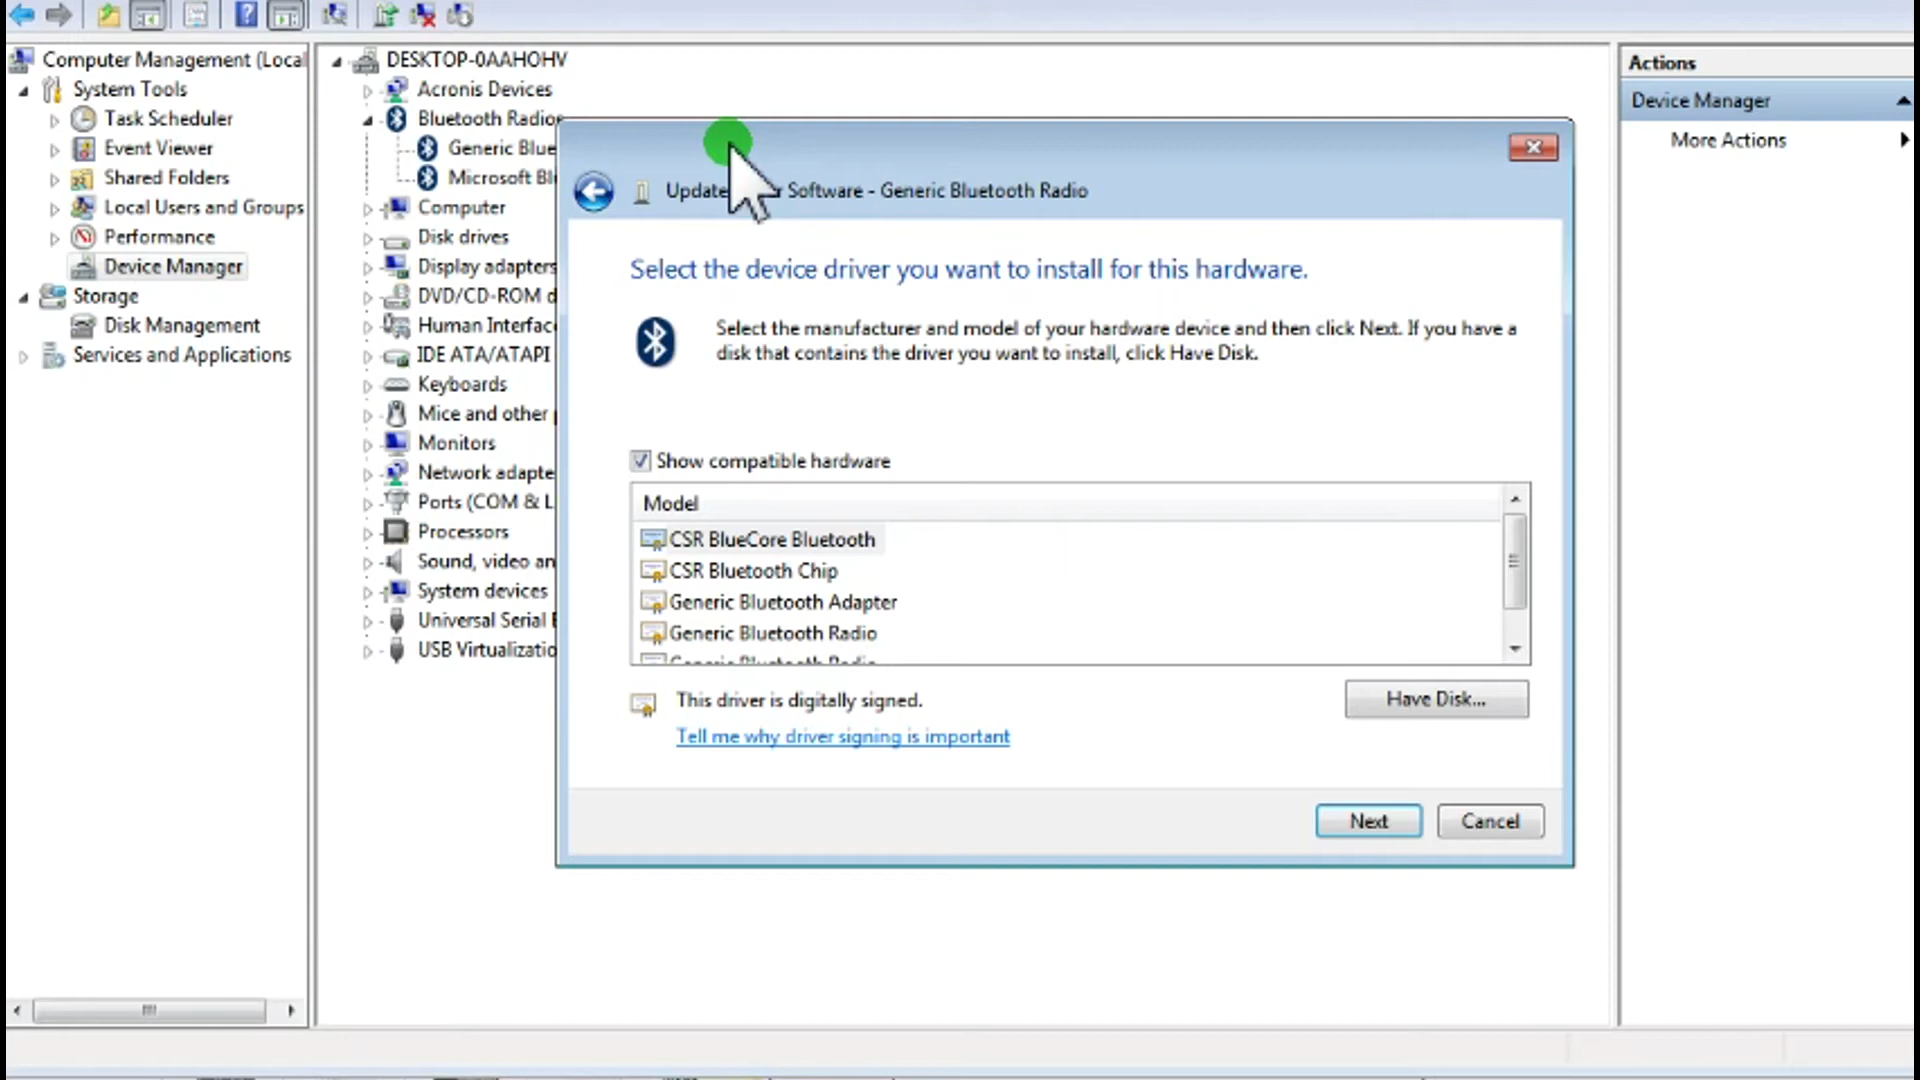 Computer Management (Local
System Tools
Task Scheduler
Event Viewer
Shared Folders
Local Users and Groups
Performance
Device Manager
Storage
Disk Management
Services and Applications
DESKTOP-0AAHOHV
Acronis Devices
Bluetooth Radios
Generic Blue
Microsoft Bl
Computer
Disk drives
Display adapters
DVD/CD-ROM d
Human Interfac
IDE ATA/ATAPI
Keyboards
Mice and other
Monitors
Network adapte
Ports (COM & L
Processors
Sound, video an
System devices
Universal Serial
USB Virtualizatio
Update r Software - Generic Bluetooth Radio
Select the device driver you want to install for this hardware.
Select the manufacturer and model of your hardware device and then click Next. If you have a
disk that contains the driver you want to install, click Have Disk.
Show compatible hardware
Model
CSR BlueCore Bluetooth
CSR Bluetooth Chip
Generic Bluetooth Adapter
Generic Bluetooth Radio
Generic Bluetooth Radio
This driver is digitally signed.
Have Disk...
Tell me why driver signing is important
Next
Cancel
Actions
Device Manager
More Actions